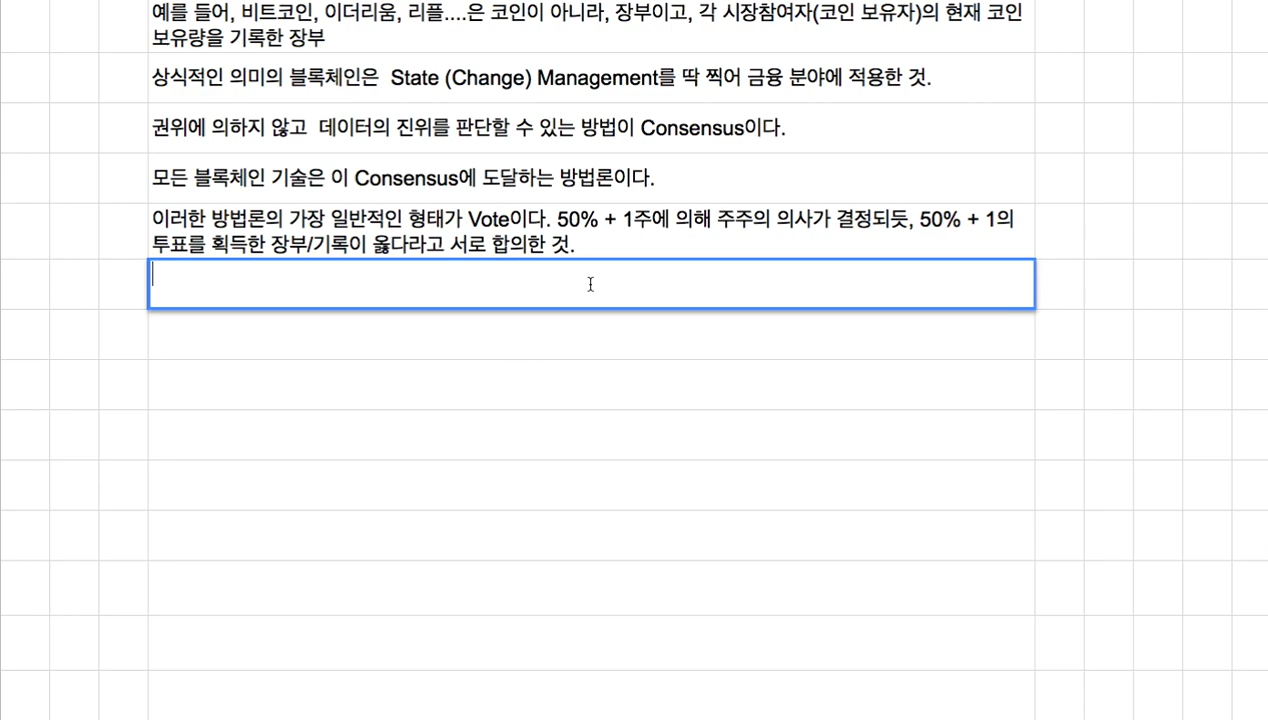 예를 들어, 비트코인, 이더리움, 리플....은 코인이 아니라, 장부이고, 각 시장참여자(코인 보유자)의 현재 코인
보유량을 기록한 장부
상식적인 의미의 블록체인은  State (Change) Management를 딱 찍어 금융 분야에 적용한 것.
권위에 의하지 않고  데이터의 진위를 판단할 수 있는 방법이 Consensus이다.
모든 블록체인 기술은 이 Consensus에 도달하는 방법론이다.
이러한 방법론의 가장 일반적인 형태가 Vote이다. 50% + 1주에 의해 주주의 의사가 결정되듯, 50% + 1의
투표를 획득한 장부/기록이 옳다라고 서로 합의한 것.